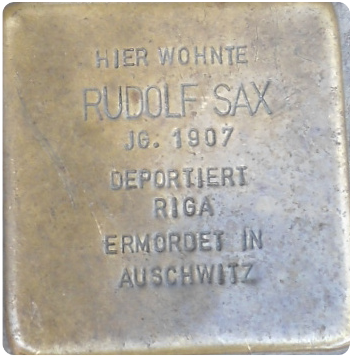 HIER WOHNTE
RUDOLF SAX
JG. 1907
DEPORTIERT
RIGA
ERMORDET IN
AUSCHWITZ